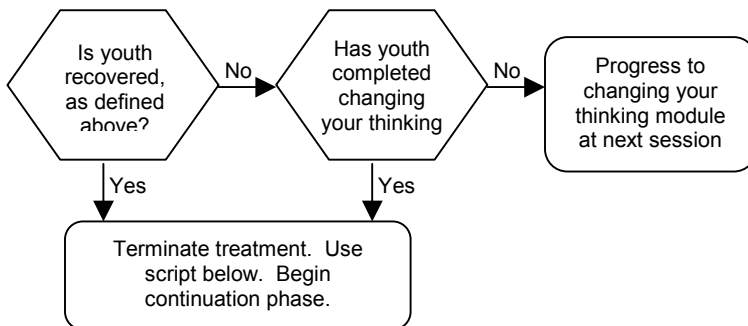 Is youth
recovered,
as defined
above?
No
Has youth
completed
changing
your thinking
No
Progress to
changing your
thinking module
at next session
Yes
Yes
Terminate treatment.  Use
script below.  Begin
continuation phase.